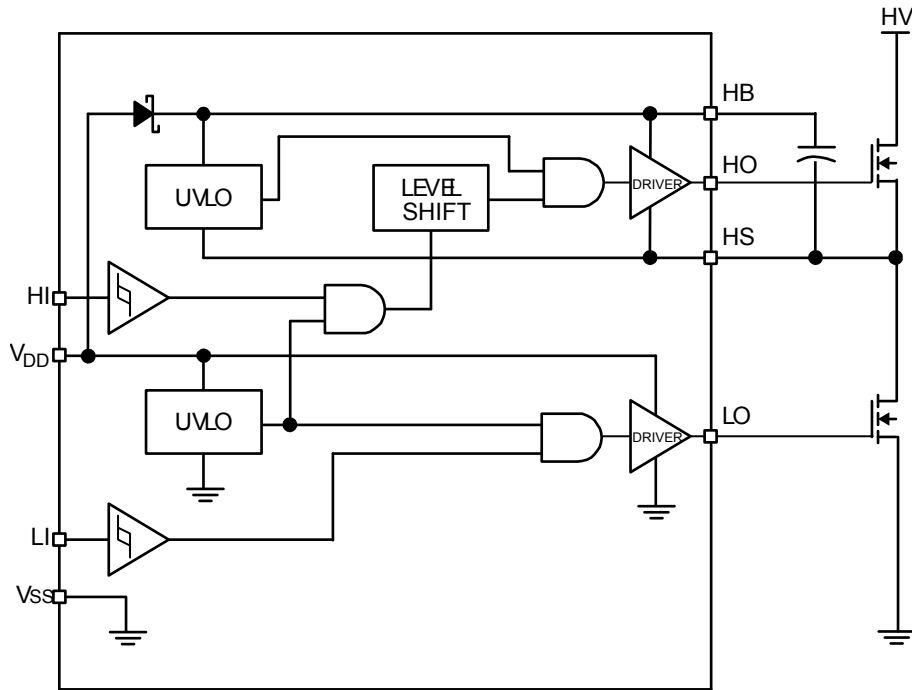 HV
HB
HO
DRIVER
LEVEL
SHIFT
UVLO
HS
HI
VDD
UVLO
LO
DRIVER
LI
VSS